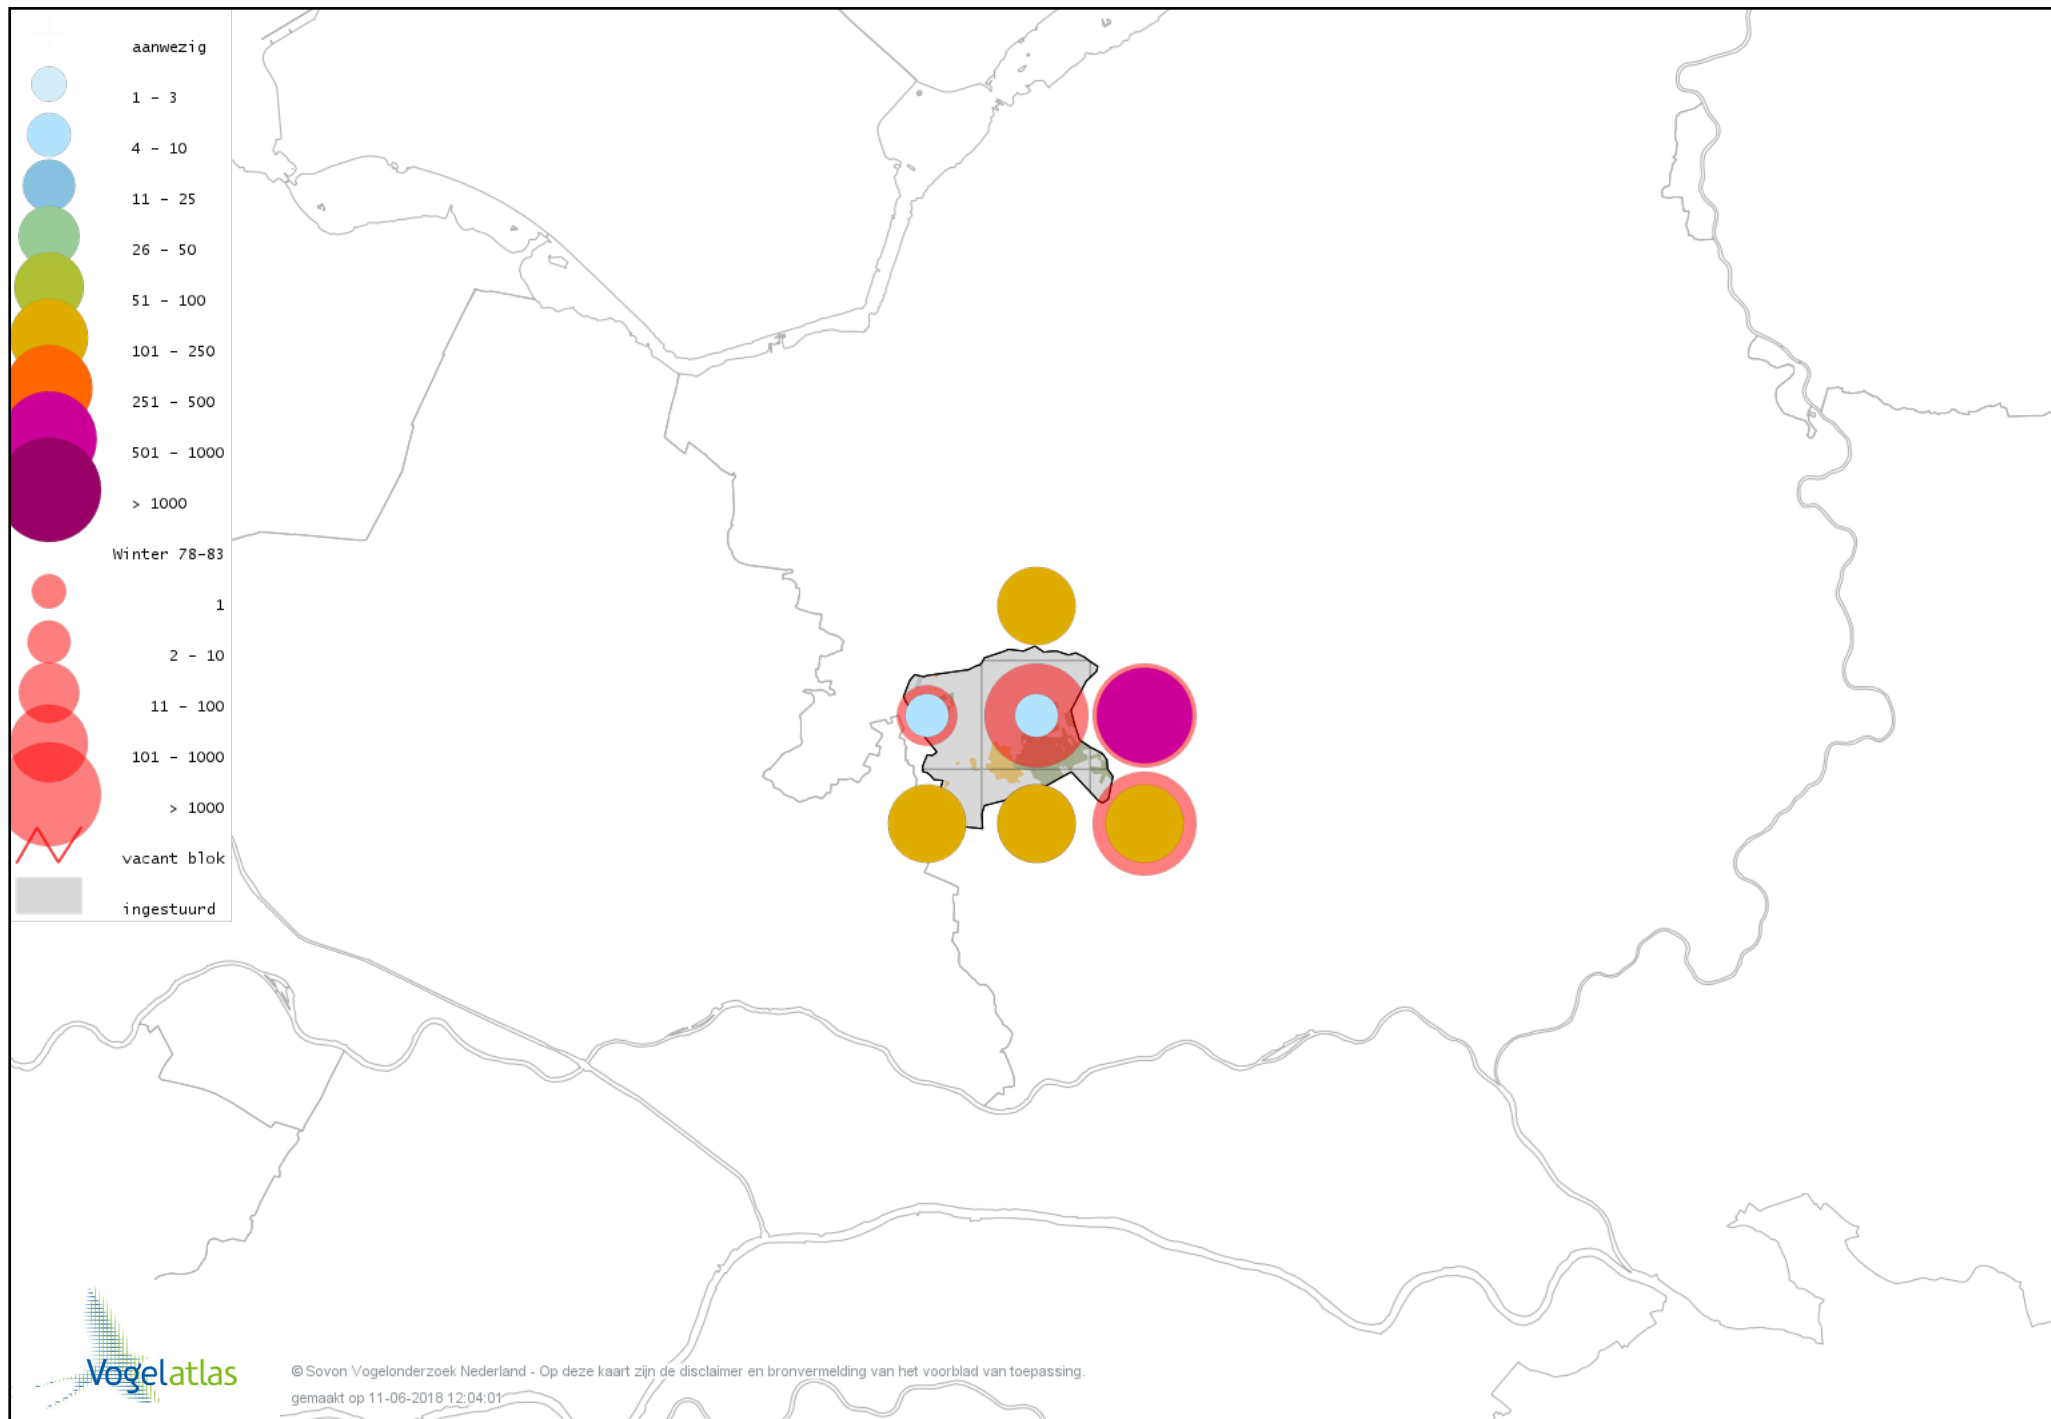 aanwezig
1 - 3
4 - 10
11 - 25
26 - 50
51 - 100
101 - 250
251 - 500
501 - 1000
> 1000
Winter 78-83
1
2 - 10
11 - 100
101 - 1000
> 1000
vacant blok
ingestuurd
Vogelatlas
© Sovon Vogelonderzoek Nederland - Op deze kaart zijn de disclaimer en bronvermelding van het voorblad van toepassing.
gemaakt op 11-06-2018 12:04:01